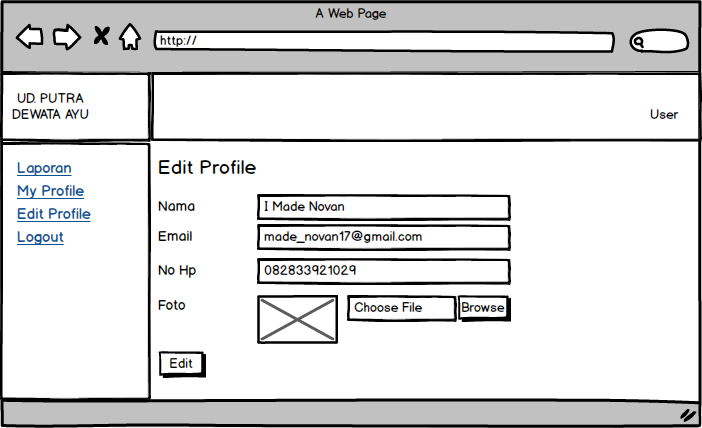 A Web Page
http://
UD. PUTRA
DEWATA AYU
User
Laporan
My Profile
Edit Profile
Logout
Edit Profile
Nama
I Made Novan
Email
made_novan17@gmail.com
No Hp
082833921029
Foto
Choose File
Browse
Edit